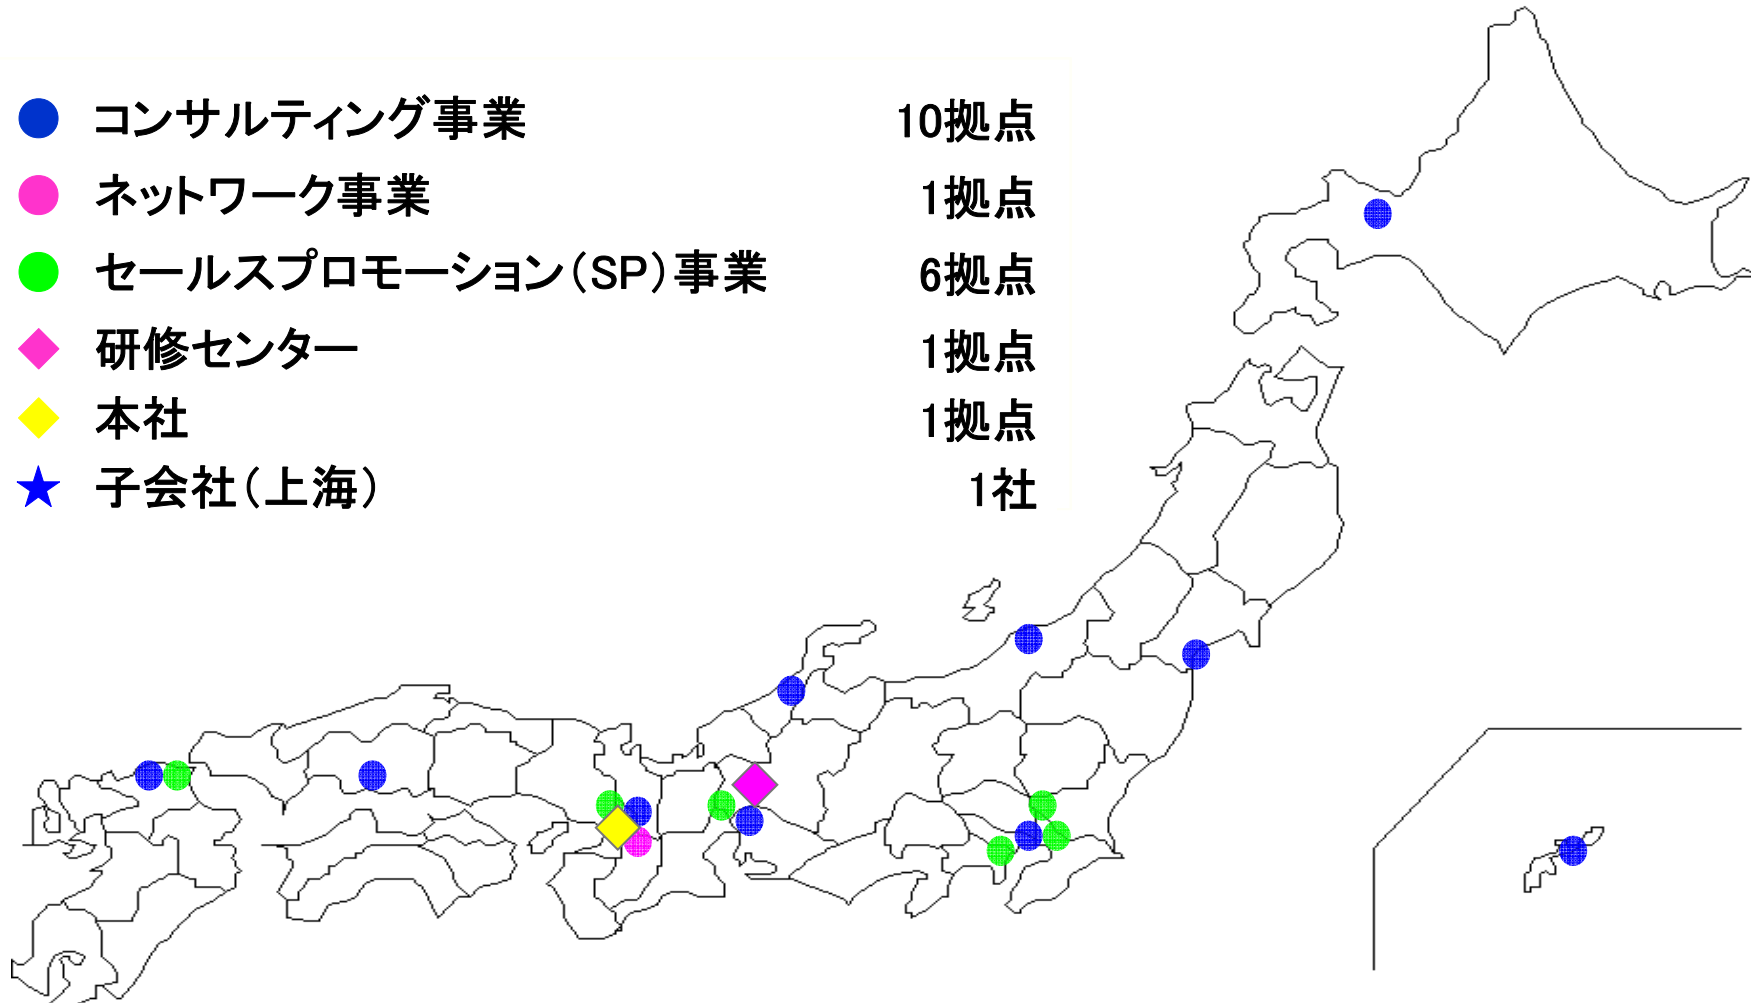 コンサルティング事業 10拠点
ネットワーク事業 1拠点
セールスプロモーション（SP）事業 6拠点
研修センター 1拠点
本社 1拠点
子会社（上海） 1社